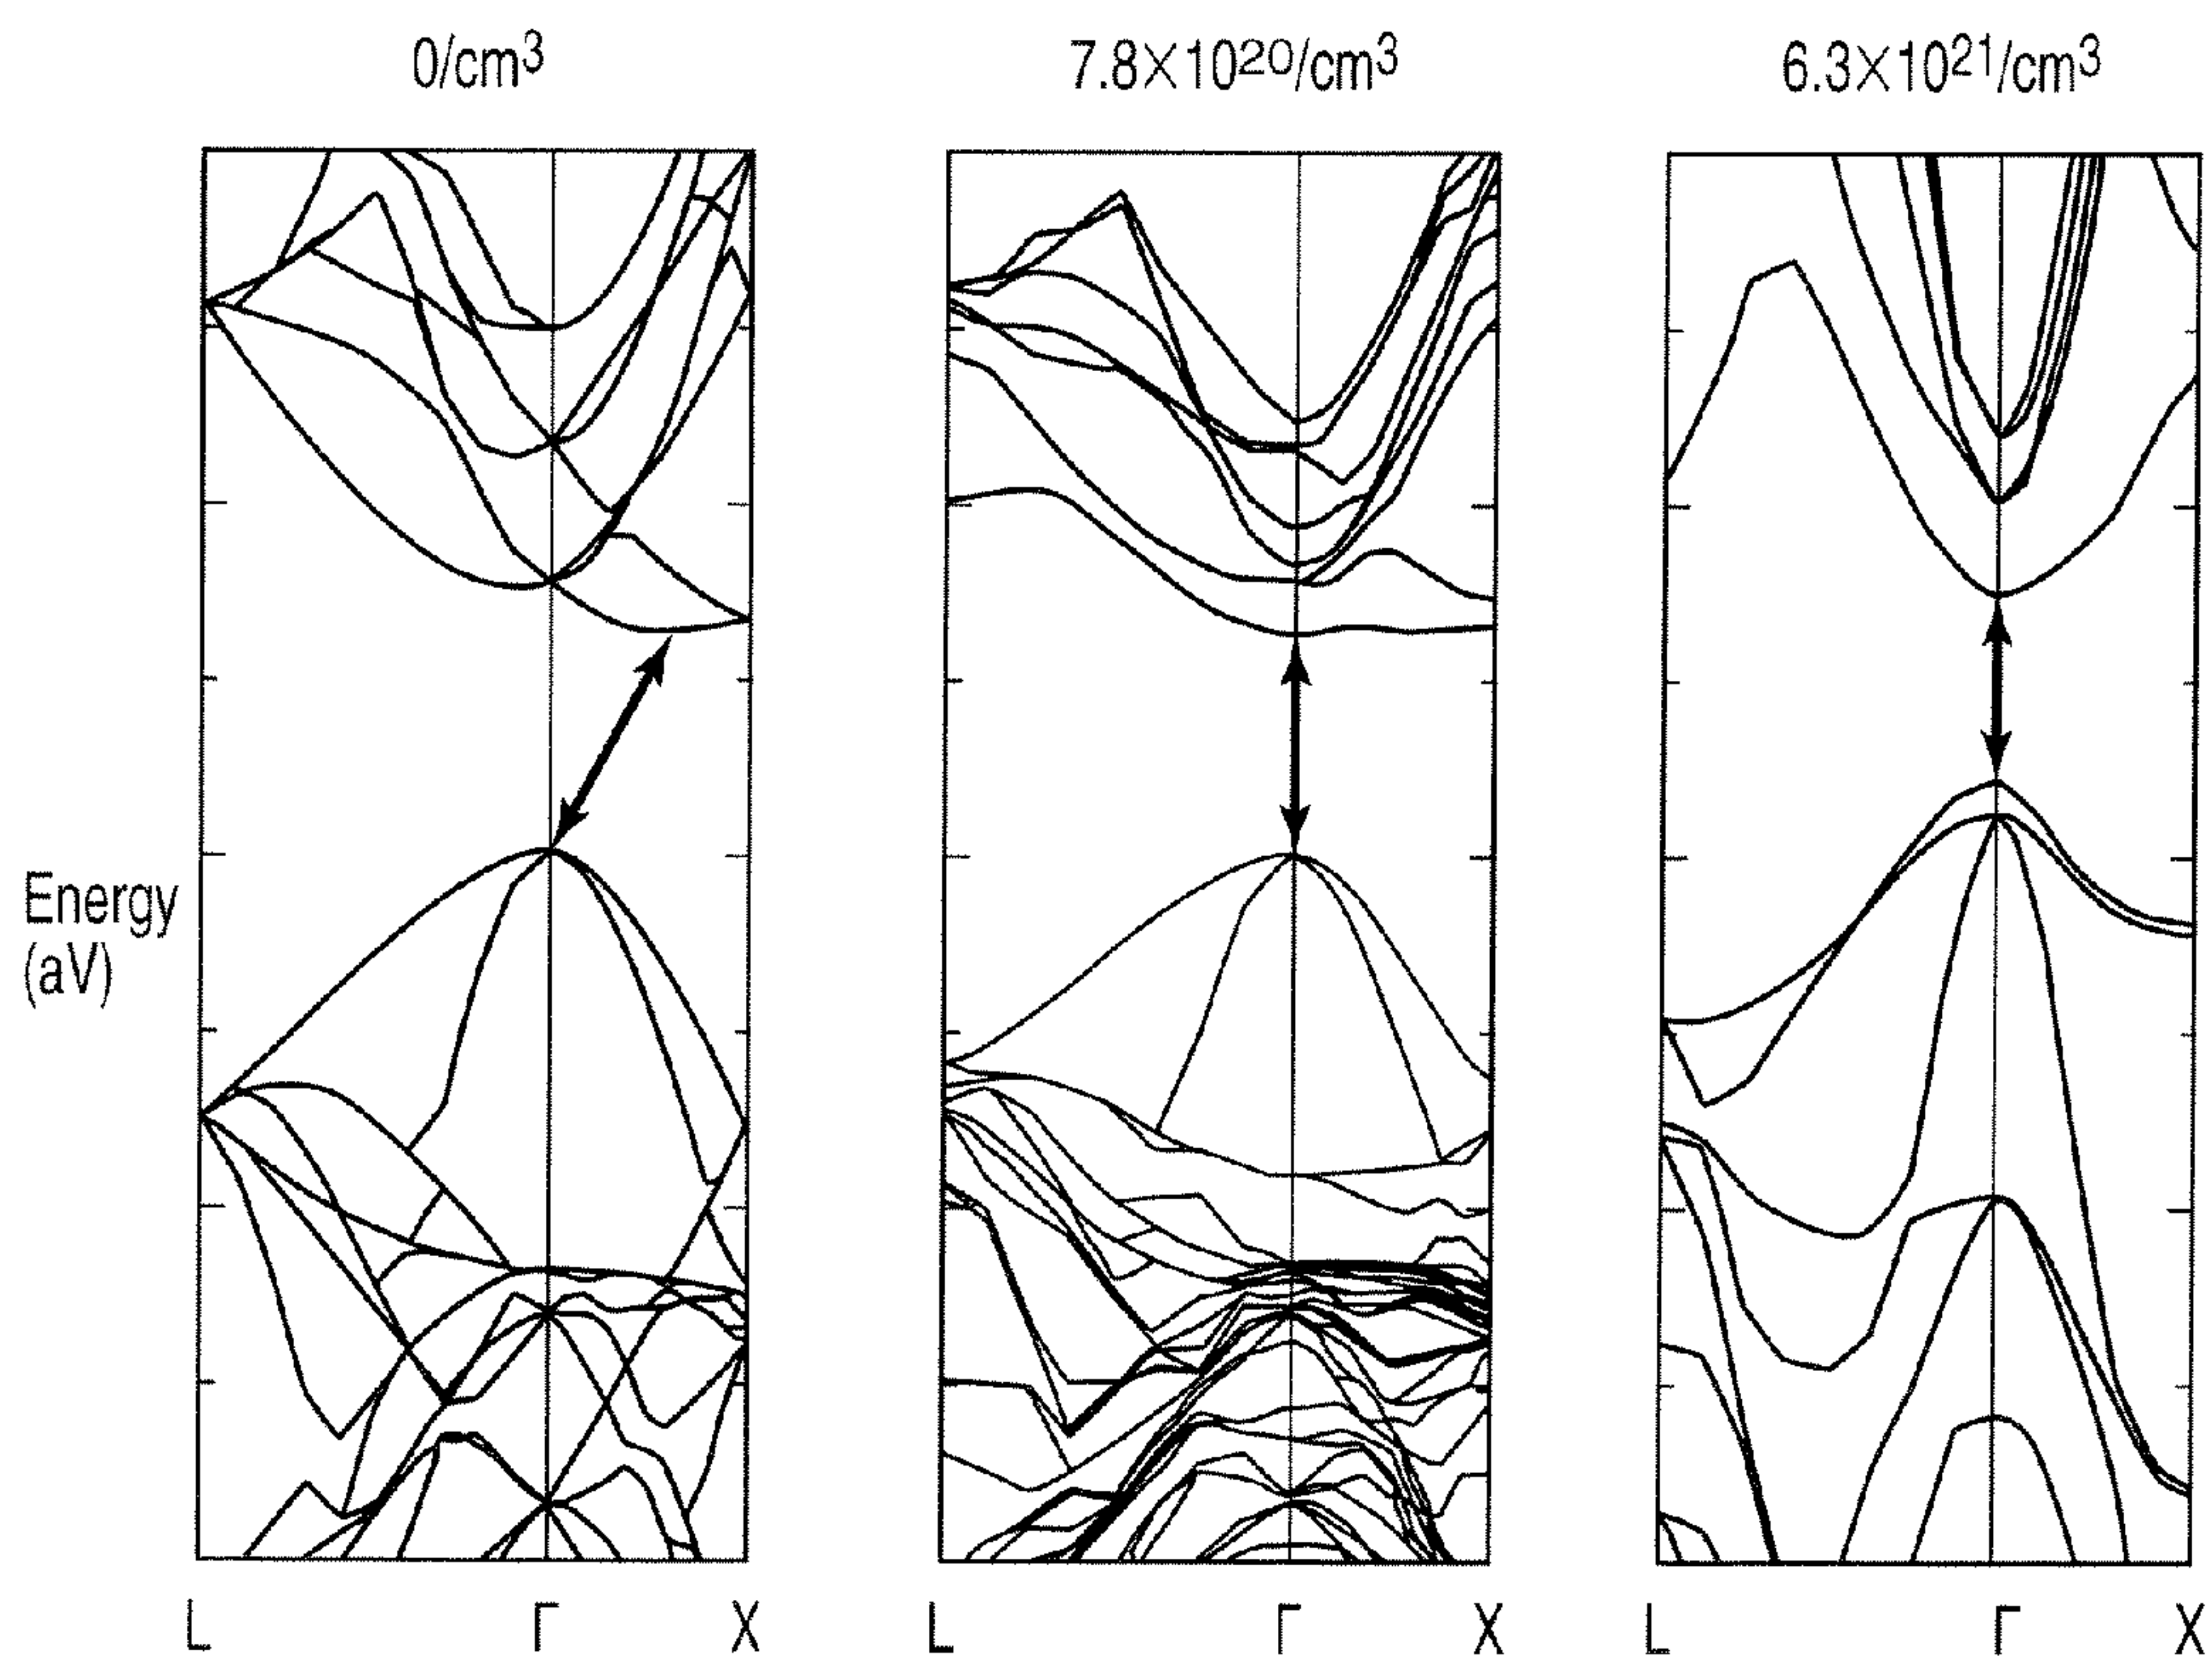 0/cm³
7.8×10²⁰/cm³
6.3×10²¹/cm³
Energy
(aV)
L Γ X
L Γ X
L Γ X